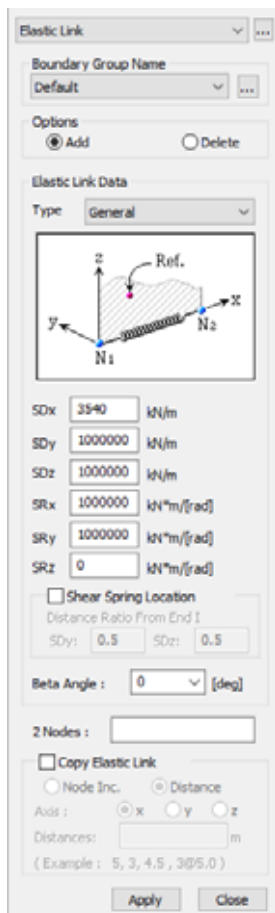 Elastic Link ...
Boundary Group Name
Default ...
Options
Add Delete
Elastic Link Data
Type General
z Ref.
x
y N2
N1
SDx 3540 kN/m
SDy 1000000 kN/m
SDz 1000000 kN/m
SRx 1000000 kN*m/[rad]
SRy 1000000 kN*m/[rad]
SRz 0 kN*m/[rad]
Shear Spring Location
Distance Ratio From End I
SDy: 0.5 SDz: 0.5
Beta Angle : 0 [deg]
2 Nodes :
Copy Elastic Link
Node Inc. Distance
Axis : x y z
Distances: m
( Example : 5, 3, 4.5 , 3@5.0 )
Apply Close